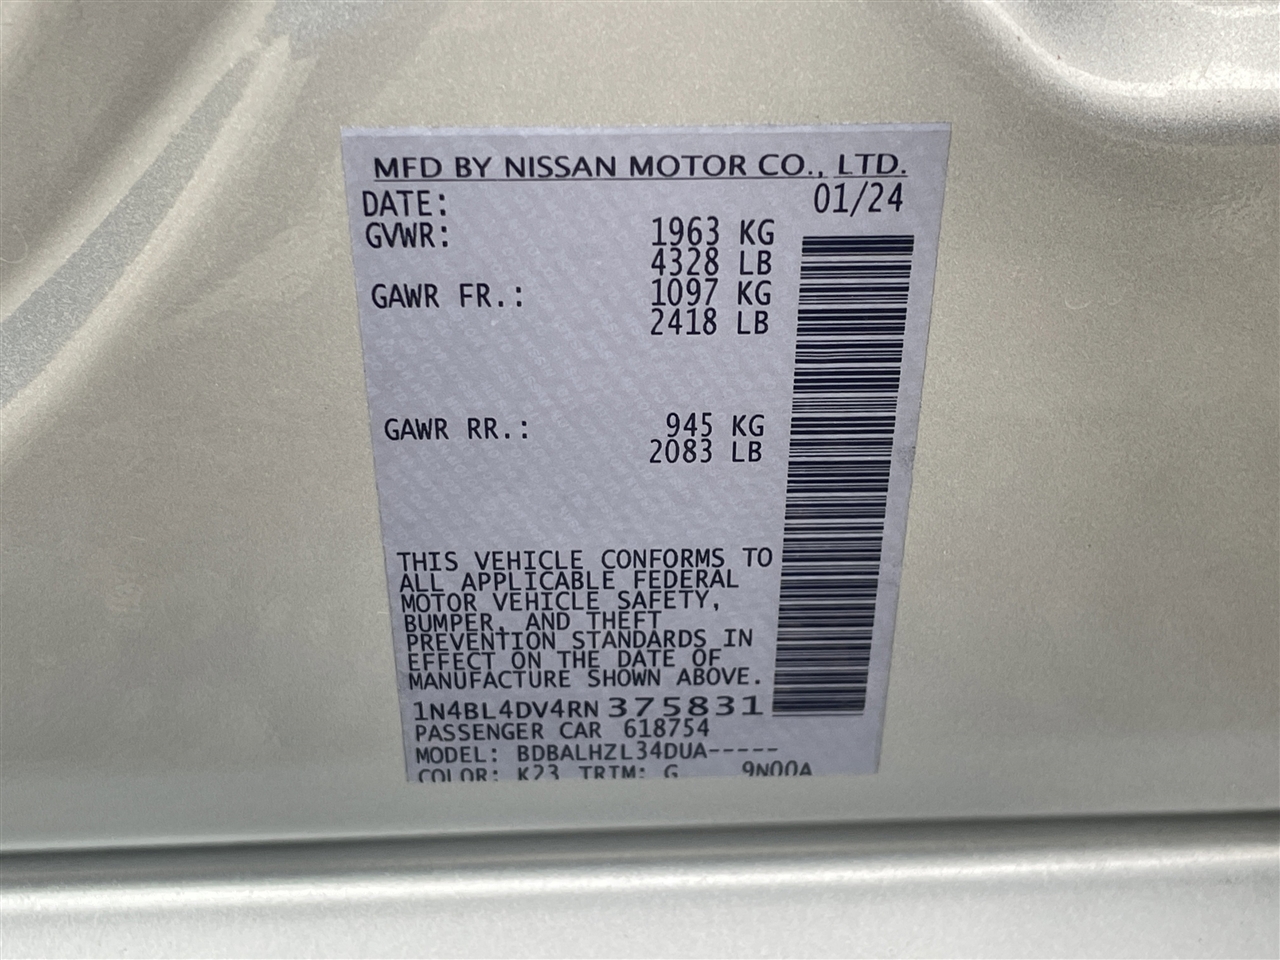 MFD BY NISSAN MOTOR CO., LTD.
DATE: 01/24
GVWR: 1963 KG
4328 LB
GAWR FR.: 1097 KG
2418 LB
GAWR RR.: 945 KG
2083 LB
THIS VEHICLE CONFORMS TO
ALL APPLICABLE FEDERAL
MOTOR VEHICLE SAFETY,
BUMPER, AND THEFT
PREVENTION STANDARDS IN
EFFECT ON THE DATE OF
MANUFACTURE SHOWN ABOVE.
1N4BL4DV4RN375831
PASSENGER CAR 618754
MODEL: BDBALHZL34DUA-----
COLOR: K23 TRIM: G 9N00A